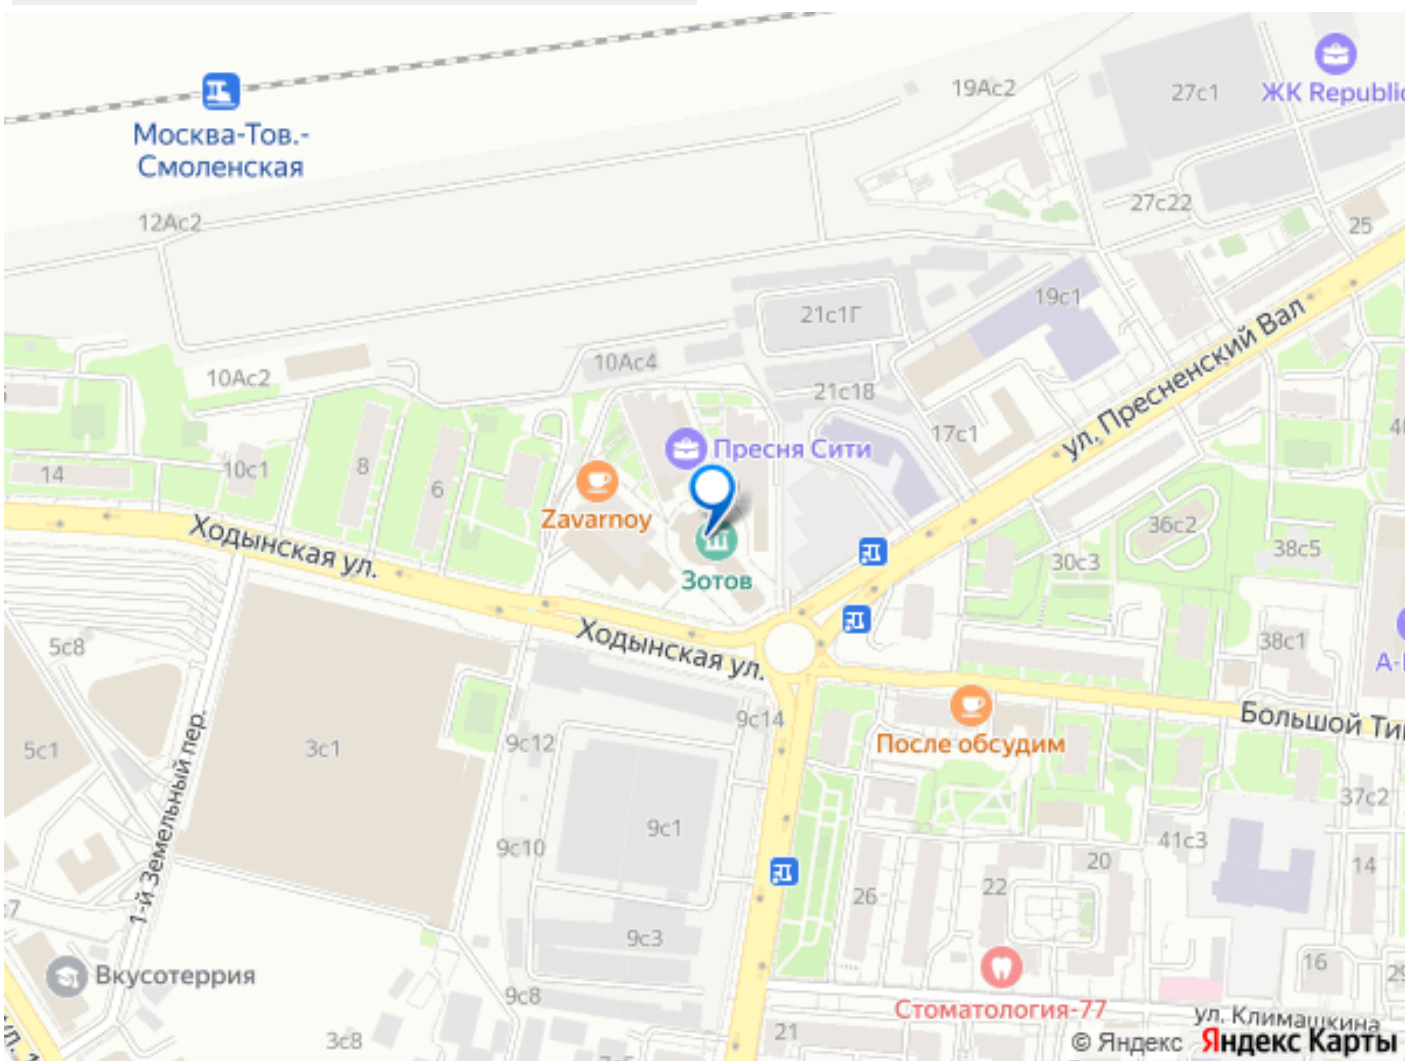 Москва-Тов.-
Смоленская
19Ас2
27с1
ЖК Republic
12Ас2
27с22
25
19с1
21с1Г
10Ас4
10Ас2
21с18
ул. Пресненский Вал
17с1
Пресня Сити
14
10с1
8
6
Zavarnoy
Зотов
Ходынская ул.
36с2
38с5
30с3
Ходынская ул.
38с1
5с8
9с14
После обсудим
Большой Ти
5с1
3с1
9с12
1-й Земельный пер.
37с2
9с1
9с10
41с3
20
14
26
22
9с3
Вкусотеррия
16
9с8
Стоматология-77
ул. Климашкина
3с8
21
© Яндекс Яндекс Карты